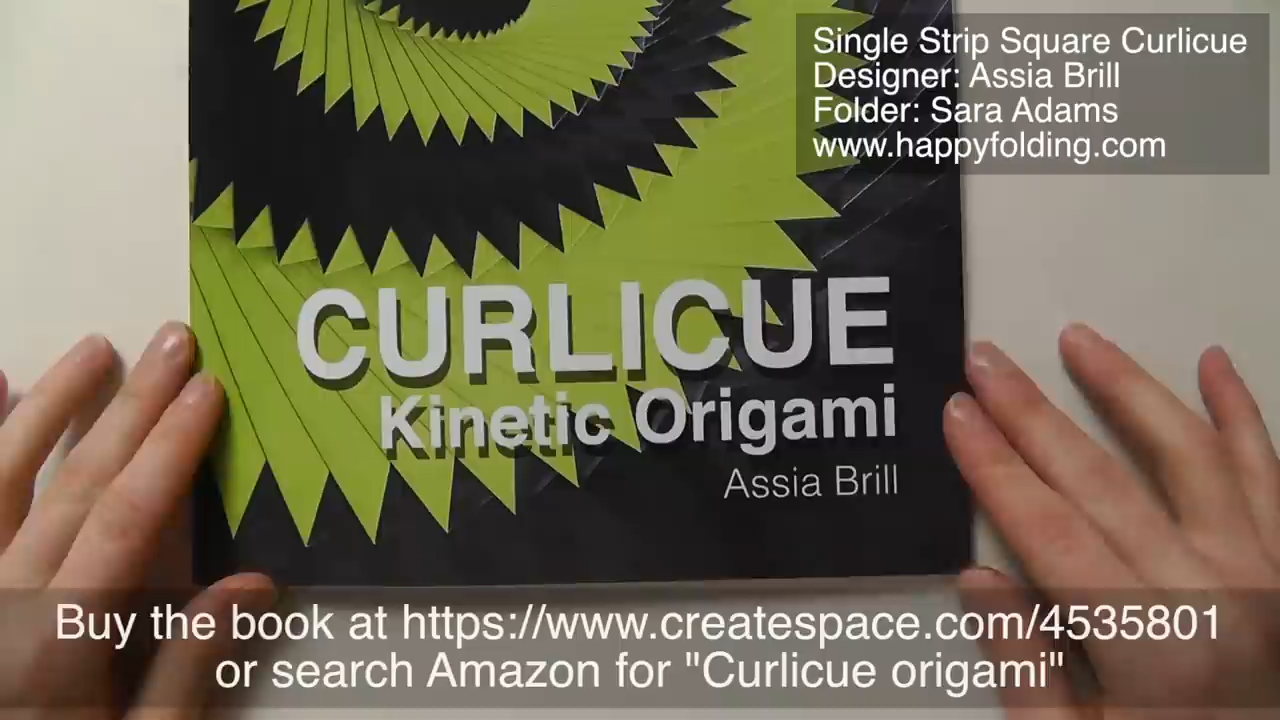 Single Strip Square Curlicue
Designer: Assia Brill
Folder: Sara Adams
www.happyfolding.com
CURLICUE
Kinetic Origami
Assia Brill
Buy the book at https://www.createspace.com/4535801
or search Amazon for "Curlicue origami"